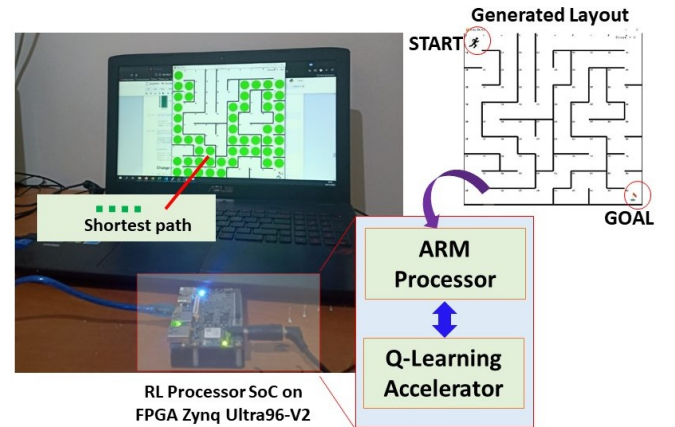 Generated Layout
START
GOAL
Shortest path
ARM
Processor
Q-Learning
Accelerator
RL Processor SoC on
FPGA Zynq Ultra96-V2